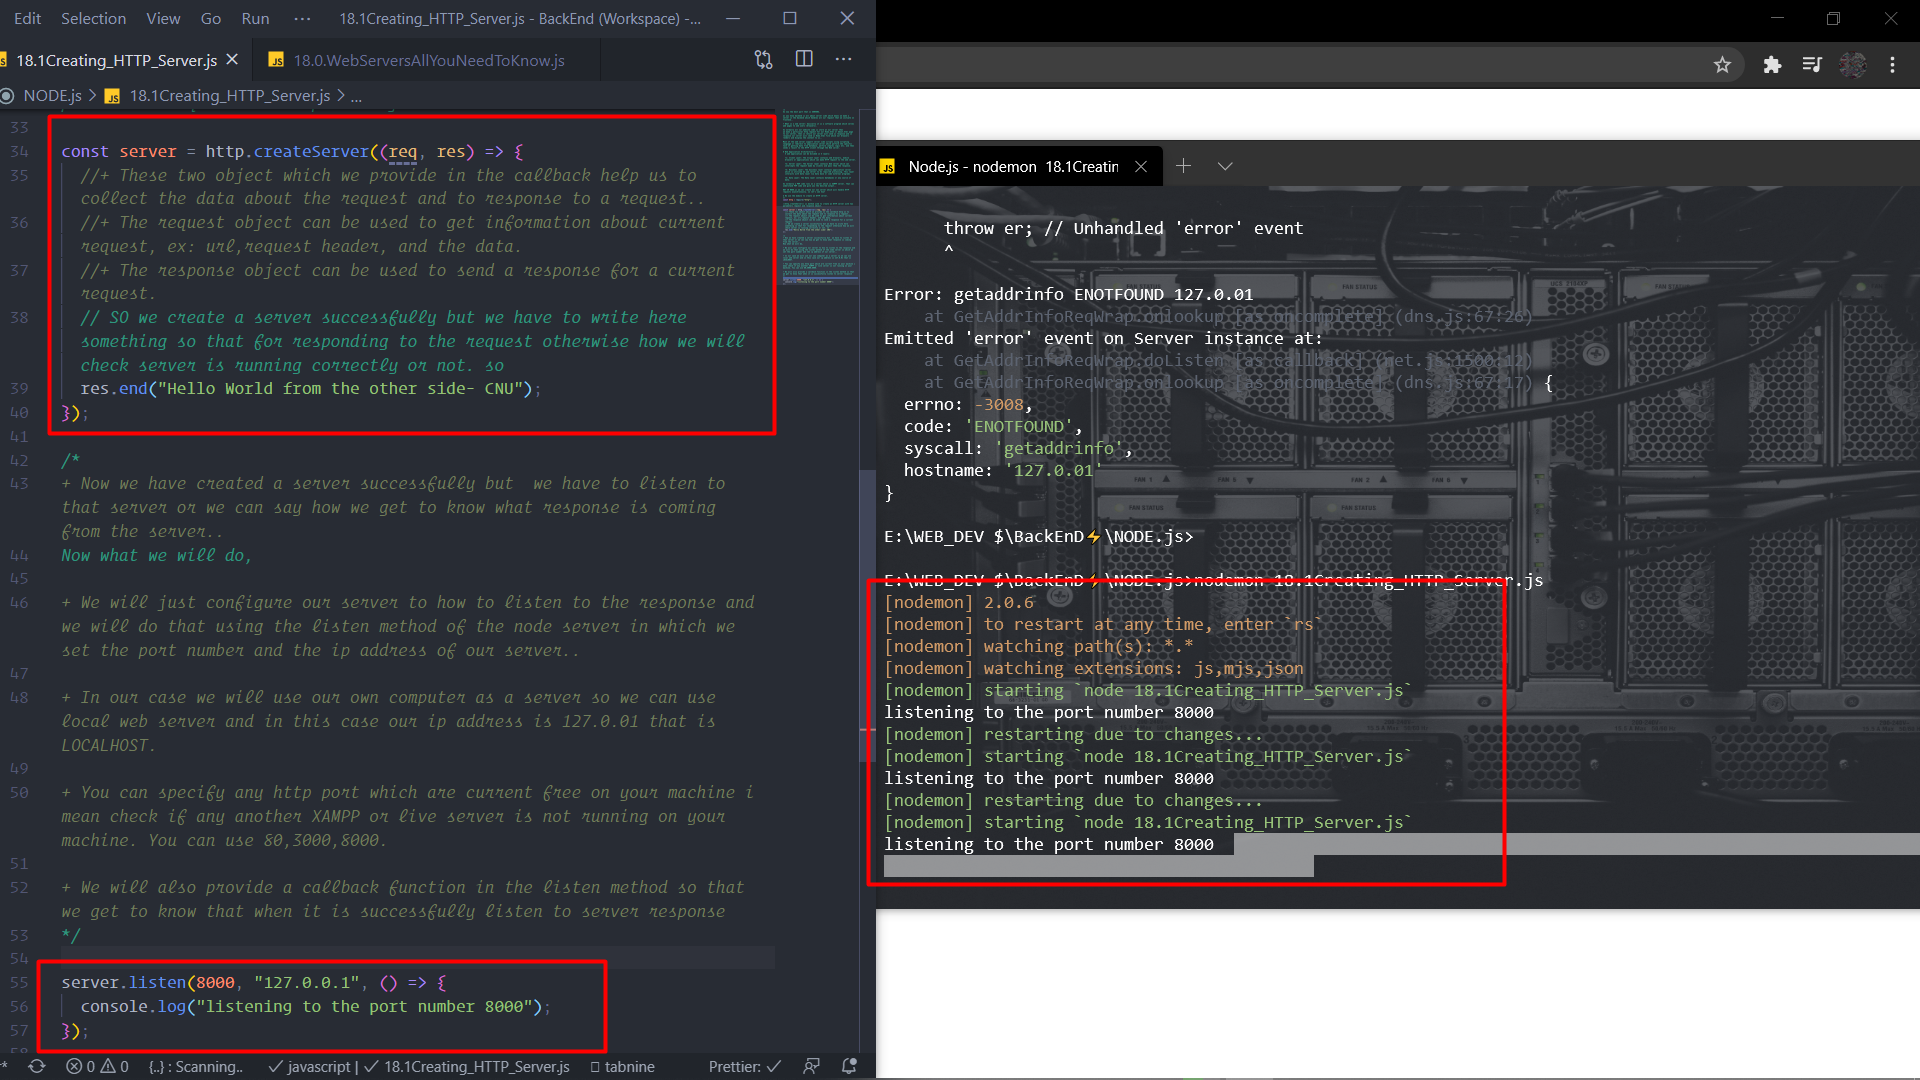 Edit Selection View Go Run ··· 18.1Creating_HTTP_Server.js - BackEnd (Workspace) -...
18.1Creating_HTTP_Server.js
JS 18.0.WebServersAllYouNeedToKnow.js
NODE.js > JS 18.1Creating_HTTP_Server.js > ...
33
34 const server = http.createServer((req, res) => {
35 //+ These two object which we provide in the callback help us to
collect the data about the request and to response to a request..
36 //+ The request object can be used to get information about current
request, ex: url,request header, and the data.
37 //+ The response object can be used to send a response for a current
request.
38 // SO we create a server successfully but we have to write here
something so that for responding to the request otherwise how we will
check server is running correctly or not. so
39 res.end("Hello World from the other side- CNU");
40 });
41
42 /*
43 + Now we have created a server successfully but  we have to listen to
that server or we can say how we get to know what response is coming
from the server..
44 Now what we will do,
45
46 + We will just configure our server to how to listen to the response and
we will do that using the listen method of the node server in which we
set the port number and the ip address of our server..
47
48 + In our case we will use our own computer as a server so we can use
local web server and in this case our ip address is 127.0.01 that is
LOCALHOST.
49
50 + You can specify any http port which are current free on your machine i
mean check if any another XAMPP or live server is not running on your
machine. You can use 80,3000,8000.
51
52 + We will also provide a callback function in the listen method so that
we get to know that when it is successfully listen to server response
53 */
54
55 server.listen(8000, "127.0.0.1", () => {
56 console.log("listening to the port number 8000");
57 });
0 0 {..} : Scanning.. javascript | 18.1Creating_HTTP_Server.js tabnine Prettier:
JS Node.js - nodemon 18.1Creatin
throw er; // Unhandled 'error' event
^
Error: getaddrinfo ENOTFOUND 127.0.01
at GetAddrInfoReqWrap.onlookup [as oncomplete] (dns.js:67:26)
Emitted 'error' event on Server instance at:
at GetAddrInfoReqWrap.doListen [as callback] (net.js:1500:12)
at GetAddrInfoReqWrap.onlookup [as oncomplete] (dns.js:67:17) {
errno: -3008,
code: 'ENOTFOUND',
syscall: 'getaddrinfo',
hostname: '127.0.01'
}
E:\WEB_DEV $\BackEnD⚡\NODE.js>
E:\WEB_DEV $\BackEnD⚡\NODE.js>nodemon 18.1Creating_HTTP_Server.js
[nodemon] 2.0.6
[nodemon] to restart at any time, enter `rs`
[nodemon] watching path(s): *.*
[nodemon] watching extensions: js,mjs,json
[nodemon] starting `node 18.1Creating_HTTP_Server.js`
listening to the port number 8000
[nodemon] restarting due to changes...
[nodemon] starting `node 18.1Creating_HTTP_Server.js`
listening to the port number 8000
[nodemon] restarting due to changes...
[nodemon] starting `node 18.1Creating_HTTP_Server.js`
listening to the port number 8000